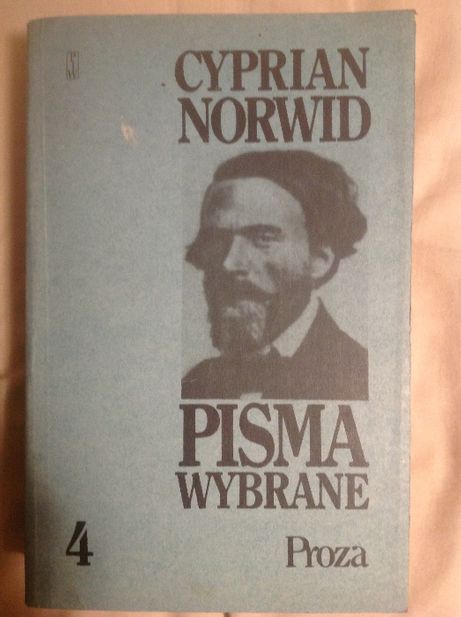 CYPRIAN
NORWID
PISMA
WYBRANE
4
Proza